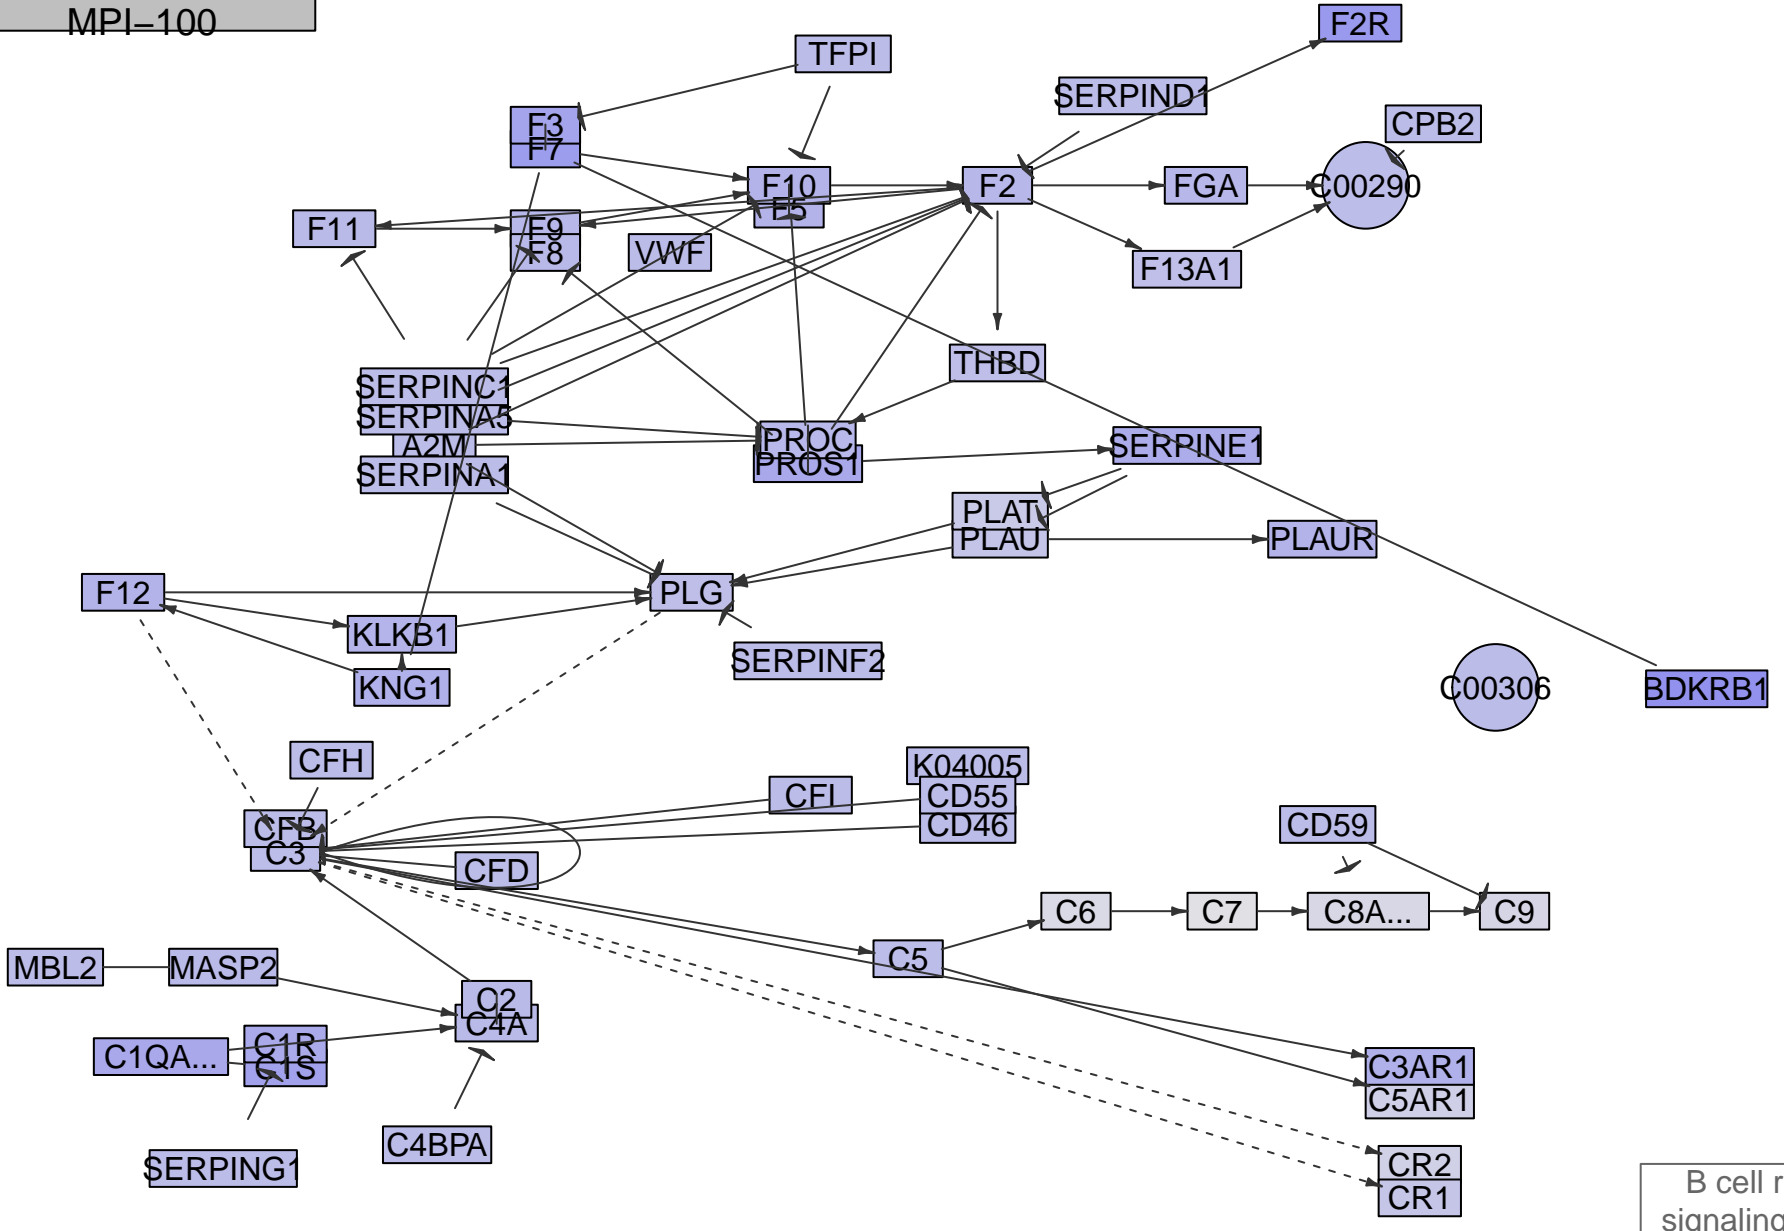 MPI–100
F2R
TFPI
SERPIND1
CPB2
F3
F7
F10
F5
F2
FGA
C00290
F11
F9
F8
VWF
F13A1
THBD
SERPINC1
SERPINA5
A2M
SERPINA1
PROC
PROS1
SERPINE1
PLAT
PLAU
PLAUR
F12
PLG
KLKB1
SERPINF2
KNG1
C00306
BDKRB1
CFH
K04005
CFI
CD55
CD46
CFB
C3
CFD
CD59
C6
C7
C8A...
C9
C5
MBL2
MASP2
C2
C4A
C1QA...
C1R
C1S
C3AR1
C5AR1
C4BPA
SERPING1
CR2
CR1
B cell r
signaling